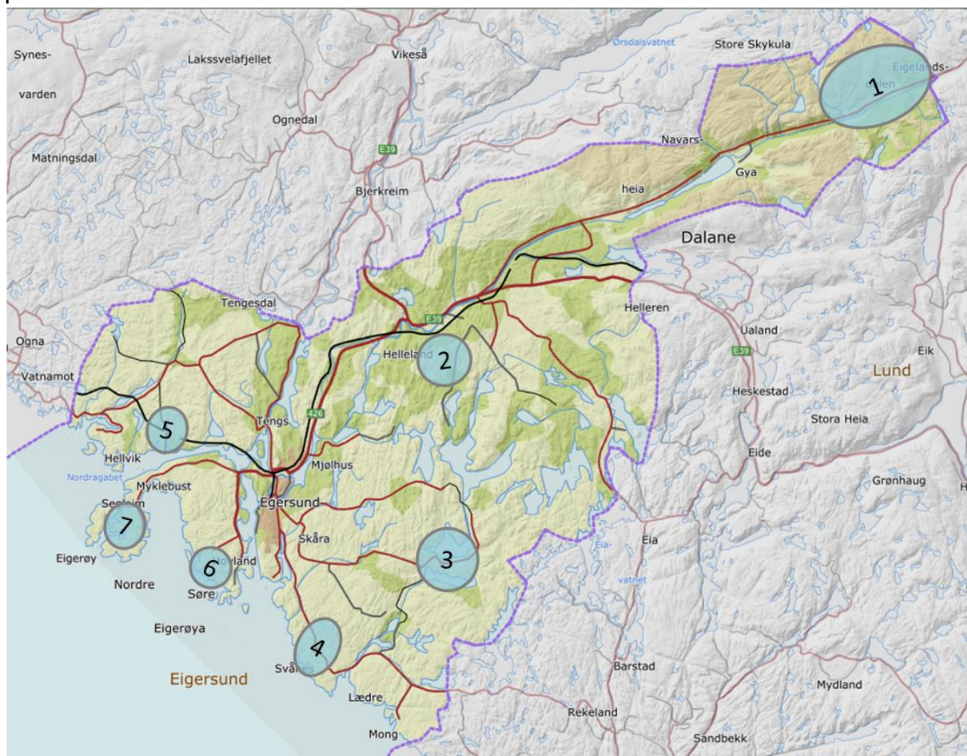 Synes-
varden
Lakssvelafjellet
Vikeså
Ørsdalsvatnet
Store Skykula
Eigelands-
1
Ognedal
E39
Matningsdal
Navars-
heia
Gya
Bjerkreim
Dalane
Tengesdal
Helleren
Ogna
E39
Ualand
E39
Eik
Helleland
2
Vatnamot
Lund
Heskestad
426
Tengs
Stora Heia
5
Hellvik
Mjølhus
Eide
Nordragabet
Myklebust
Grønhaug
H
Egersund
7
Skåra
Eigerøy
3
Eia-
vatnet
Eia
6
Nordre
Søre
Eigerøya
4
Eigersund
Barstad
Mydland
Lædre
Rekeland
Mong
Sandbekk